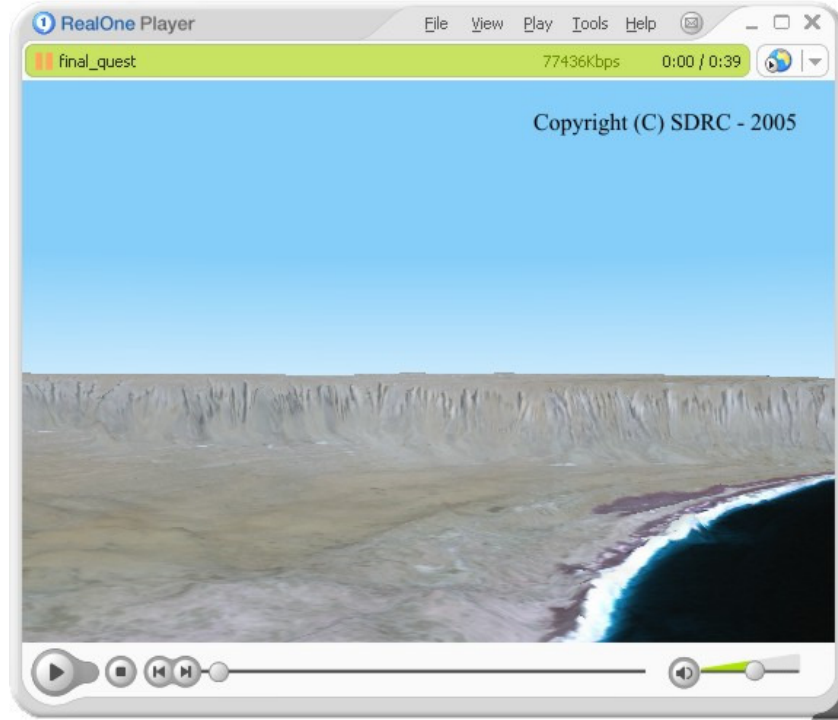 RealOne Player File View Play Tools Help
final_quest 77436Kbps 0:00 / 0:39
Copyright (C) SDRC - 2005